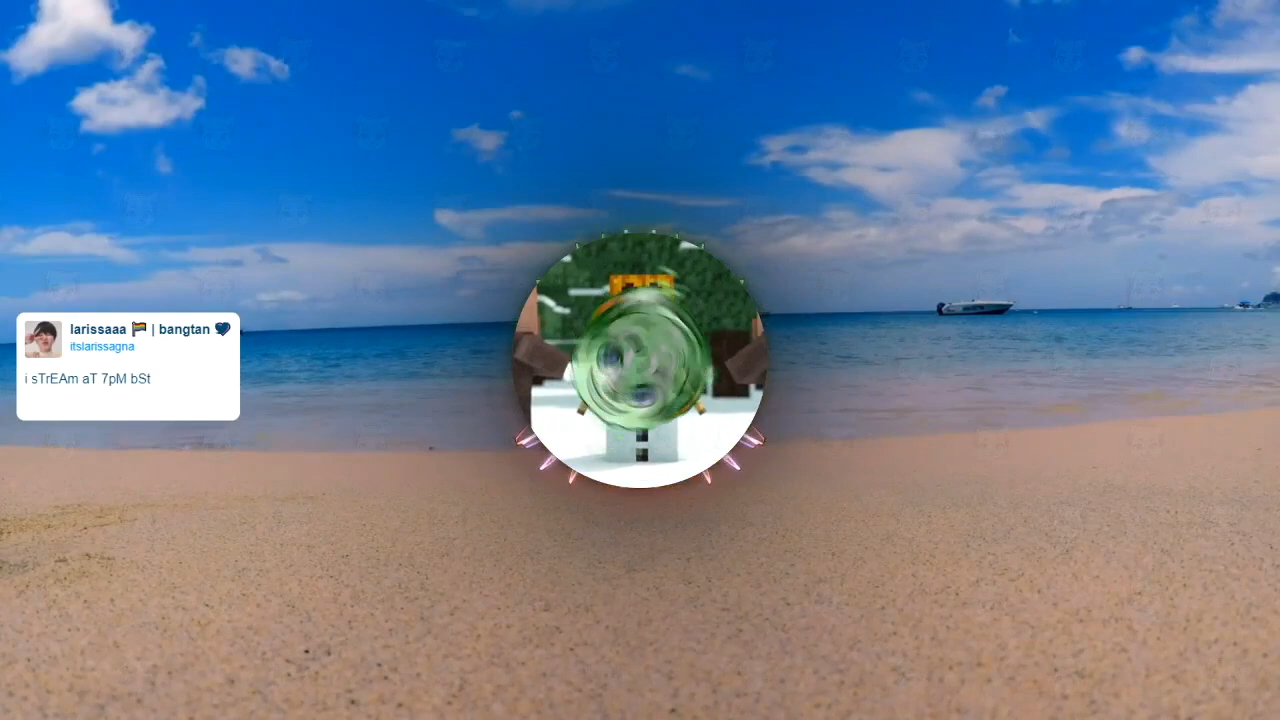 larissaaa 🏳️‍🌈 | bangtan 💙
itslarissagna
i sTrEAm aT 7pM bSt